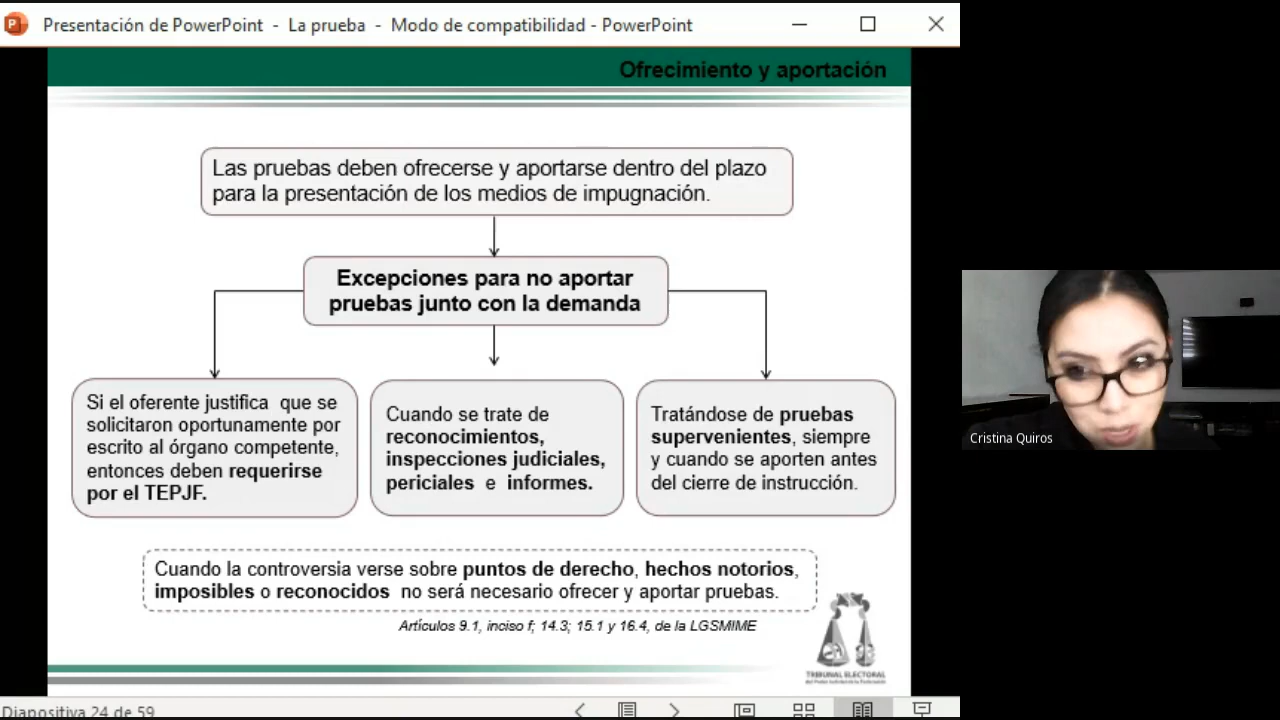 Presentación de PowerPoint - La prueba - Modo de compatibilidad - PowerPoint
Ofrecimiento y aportación
Las pruebas deben ofrecerse y aportarse dentro del plazo
para la presentación de los medios de impugnación.
Excepciones para no aportar
pruebas junto con la demanda
Si el oferente justifica que se
solicitaron oportunamente por
escrito al órgano competente,
entonces deben requerirse
por el TEPJF.
Cuando se trate de
reconocimientos,
inspecciones judiciales,
periciales e informes.
Tratándose de pruebas
supervenientes, siempre
y cuando se aporten antes
del cierre de instrucción.
Cuando la controversia verse sobre puntos de derecho, hechos notorios,
imposibles o reconocidos no será necesario ofrecer y aportar pruebas.
Artículos 9.1, inciso f; 14.3; 15.1 y 16.4, de la LGSMIME
TRIBUNAL ELECTORAL
del Poder Judicial de la Federación
Diapositiva 24 de 59
Cristina Quiros